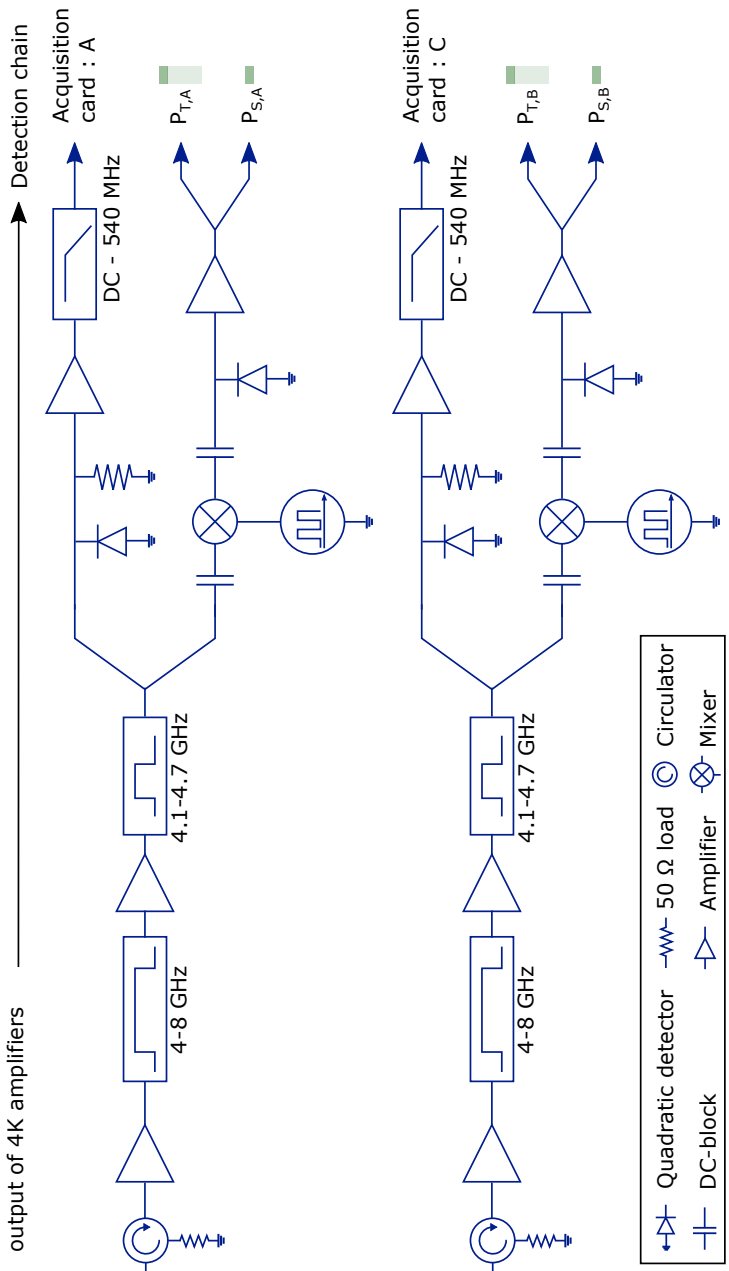 output of 4K amplifiers
Detection chain
4-8 GHz
4.1-4.7 GHz
DC - 540 MHz
Acquisition
card : A
P_T,A
P_S,A
4-8 GHz
4.1-4.7 GHz
DC - 540 MHz
Acquisition
card : C
P_T,B
P_S,B
Quadratic detector
50 Ω load
Circulator
DC-block
Amplifier
Mixer